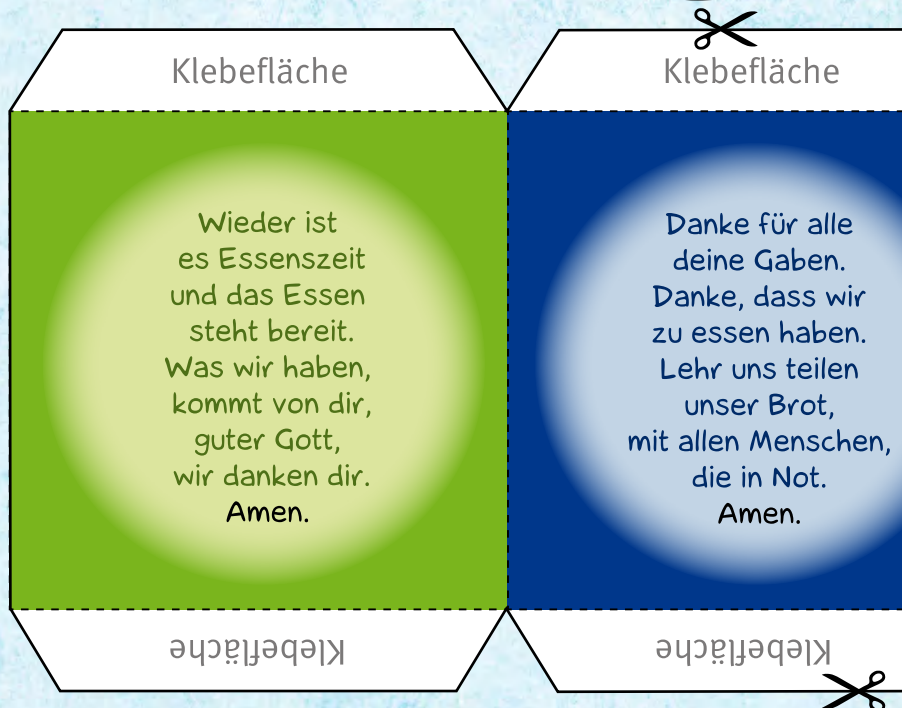 Klebefläche
Klebefläche
Wieder ist
es Essenszeit
und das Essen
steht bereit.
Was wir haben,
kommt von dir,
guter Gott,
wir danken dir.
Amen.
Danke für alle
deine Gaben.
Danke, dass wir
zu essen haben.
Lehr uns teilen
unser Brot,
mit allen Menschen,
die in Not.
Amen.
Klebefläche
Klebefläche